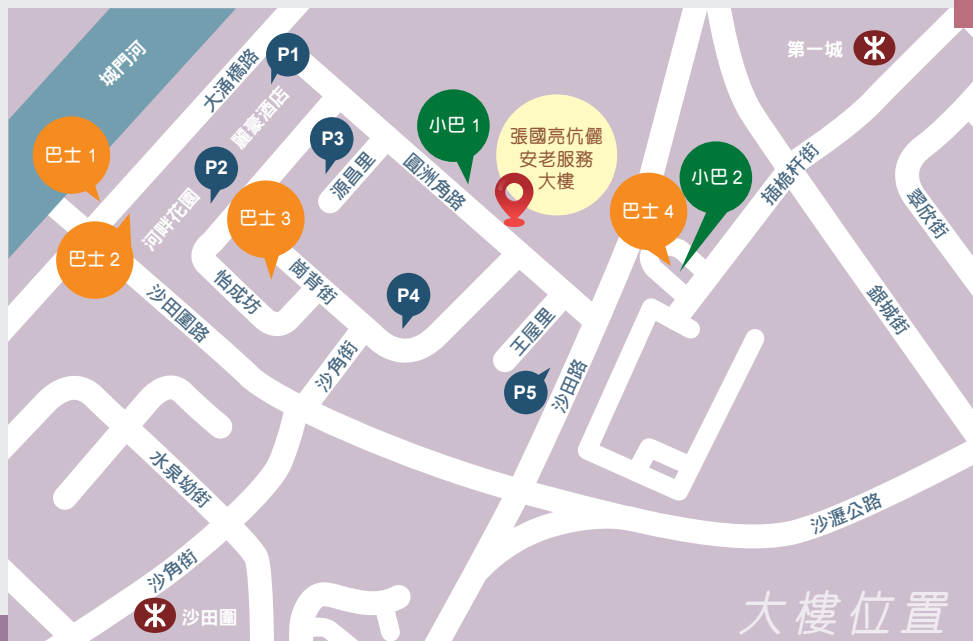 城門河
大涌橋路
P1
第一城
麗豪酒店
巴士 1
P2
P3
小巴 1
張國亮伉儷
安老服務
大樓
源昌里
圓洲角路
小巴 2
插桅杆街
翠欣街
河畔花園
巴士 3
巴士 4
巴士 2
怡成坊
崗背街
P4
沙田圍路
王屋里
銀城街
沙角街
P5
沙田路
水泉坳街
沙瀝公路
沙角街
沙田圍
大樓位置